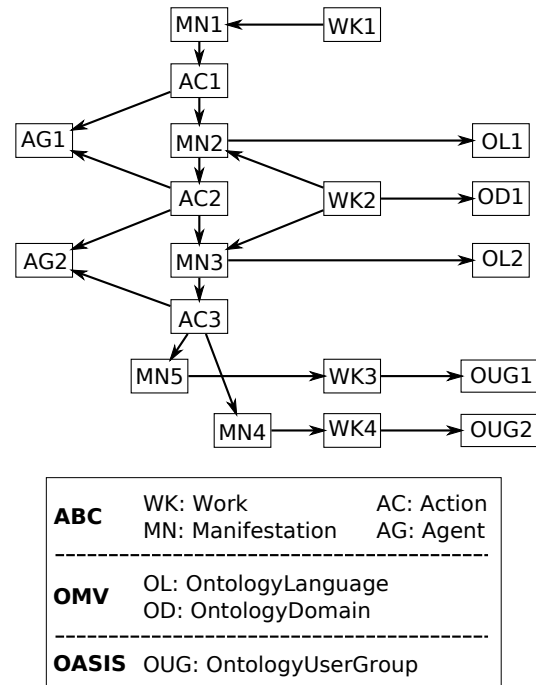 MN1 WK1
AC1
AG1 MN2 OL1
AC2 WK2 OD1
AG2 MN3 OL2
AC3
MN5 WK3 OUG1
MN4 WK4 OUG2
ABC WK: Work AC: Action
MN: Manifestation AG: Agent
OMV OL: OntologyLanguage
OD: OntologyDomain
OASIS OUG: OntologyUserGroup